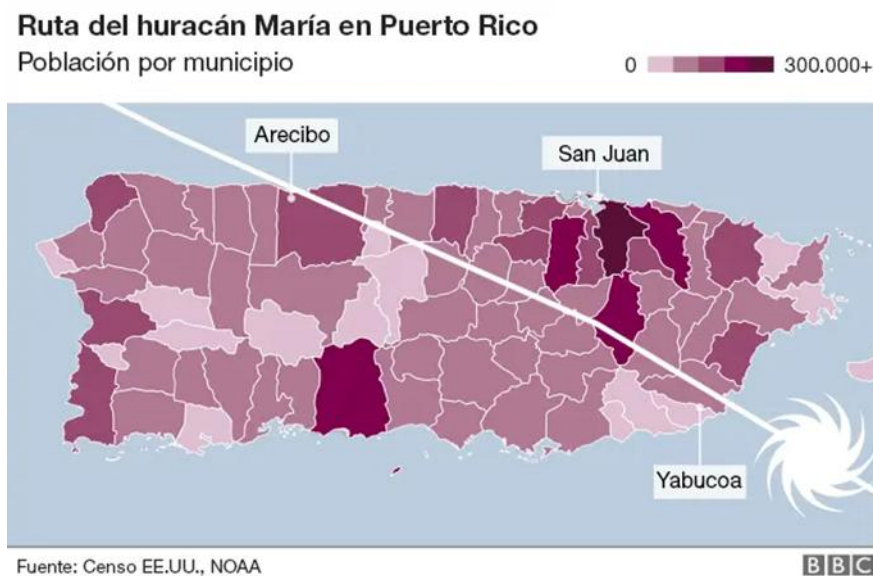 Ruta del huracán María en Puerto Rico
Población por municipio
0 300.000+
Arecibo
San Juan
Yabucoa
Fuente: Censo EE.UU., NOAA
BBC